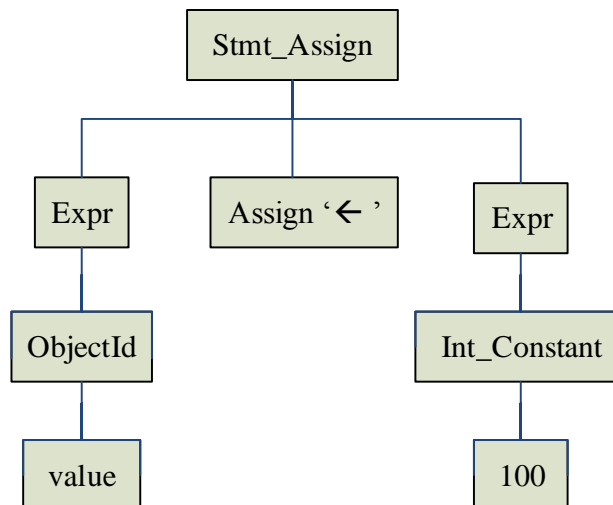 Stmt_Assign
Expr
Assign ‘← ’
Expr
ObjectId
Int_Constant
value
100